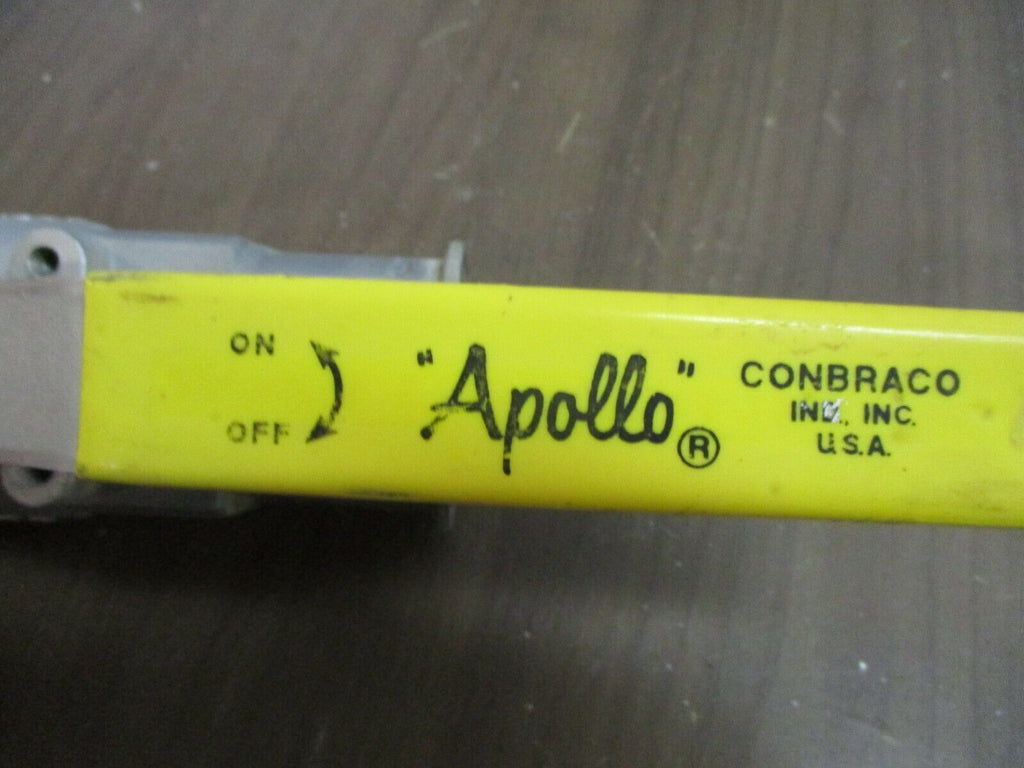 ON
OFF
"Apollo"®
CONBRACO
IND., INC.
U.S.A.